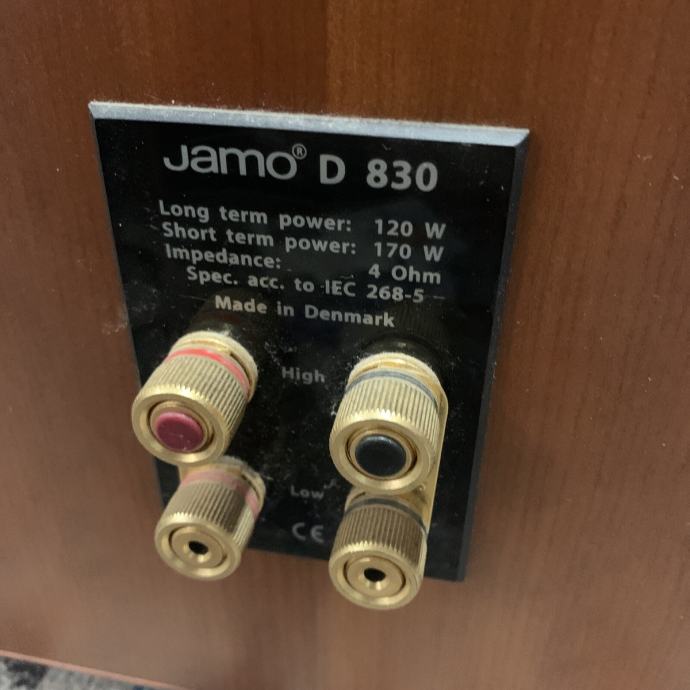 Jamo® D 830
Long term power: 120 W
Short term power: 170 W
Impedance: 4 Ohm
Spec. acc. to IEC 268-5
Made in Denmark
High
Low
CE